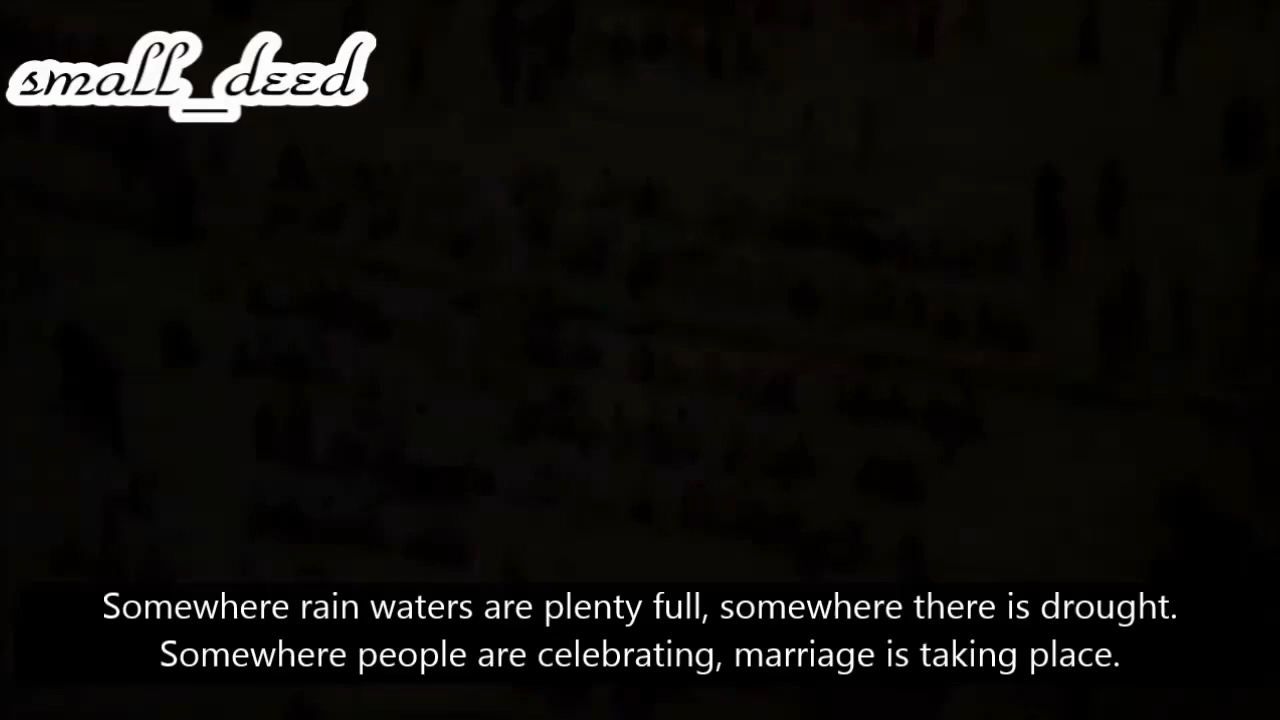 small_deed
Somewhere rain waters are plenty full, somewhere there is drought.
Somewhere people are celebrating, marriage is taking place.